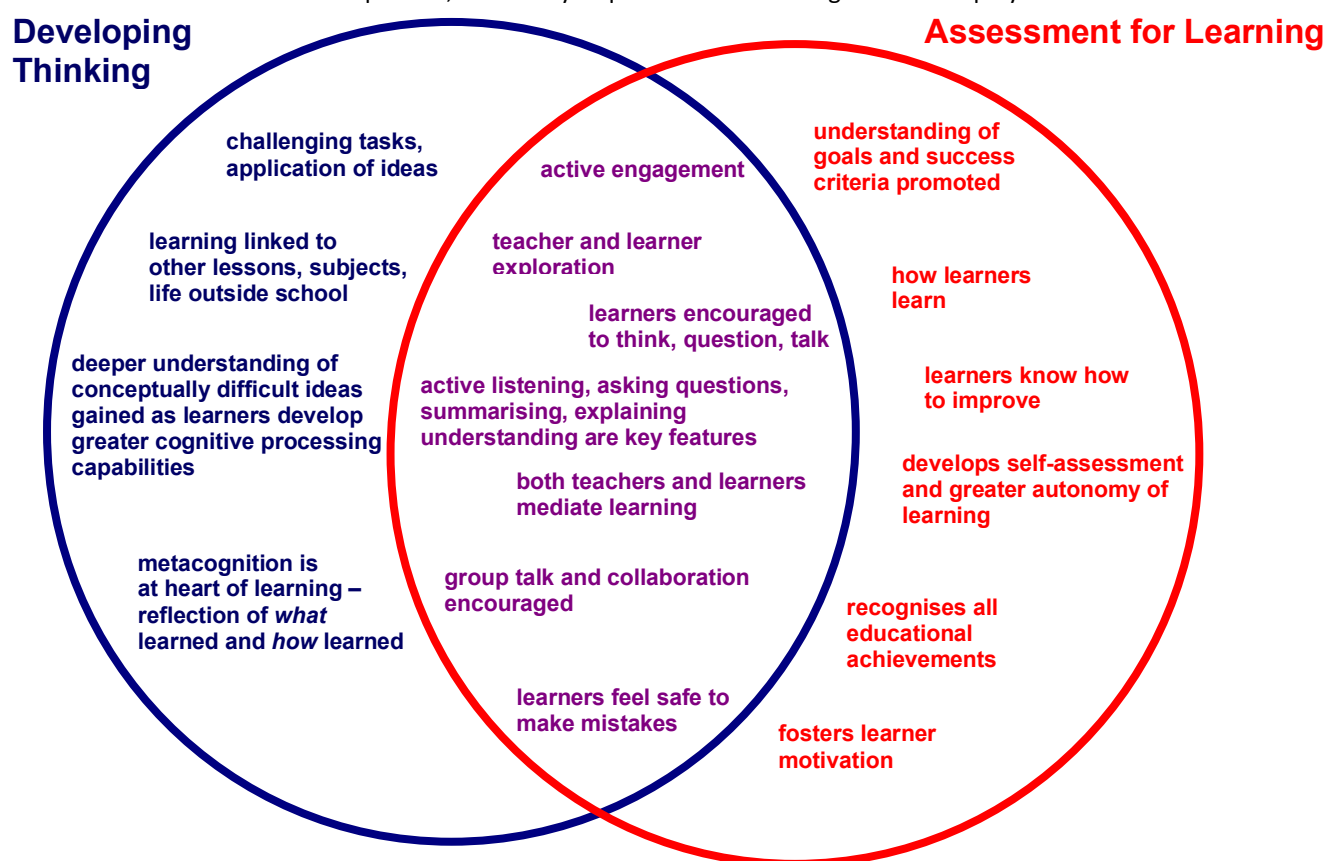 Developing
Thinking
Assessment for Learning
challenging tasks,
application of ideas
learning linked to
other lessons, subjects,
life outside school
deeper understanding of
conceptually difficult ideas
gained as learners develop
greater cognitive processing
capabilities
metacognition is
at heart of learning –
reflection of what
learned and how learned
active engagement
teacher and learner
exploration
learners encouraged
to think, question, talk
active listening, asking questions,
summarising, explaining
understanding are key features
both teachers and learners
mediate learning
group talk and collaboration
encouraged
learners feel safe to
make mistakes
understanding of
goals and success
criteria promoted
how learners
learn
learners know how
to improve
develops self-assessment
and greater autonomy of
learning
recognises all
educational
achievements
fosters learner
motivation